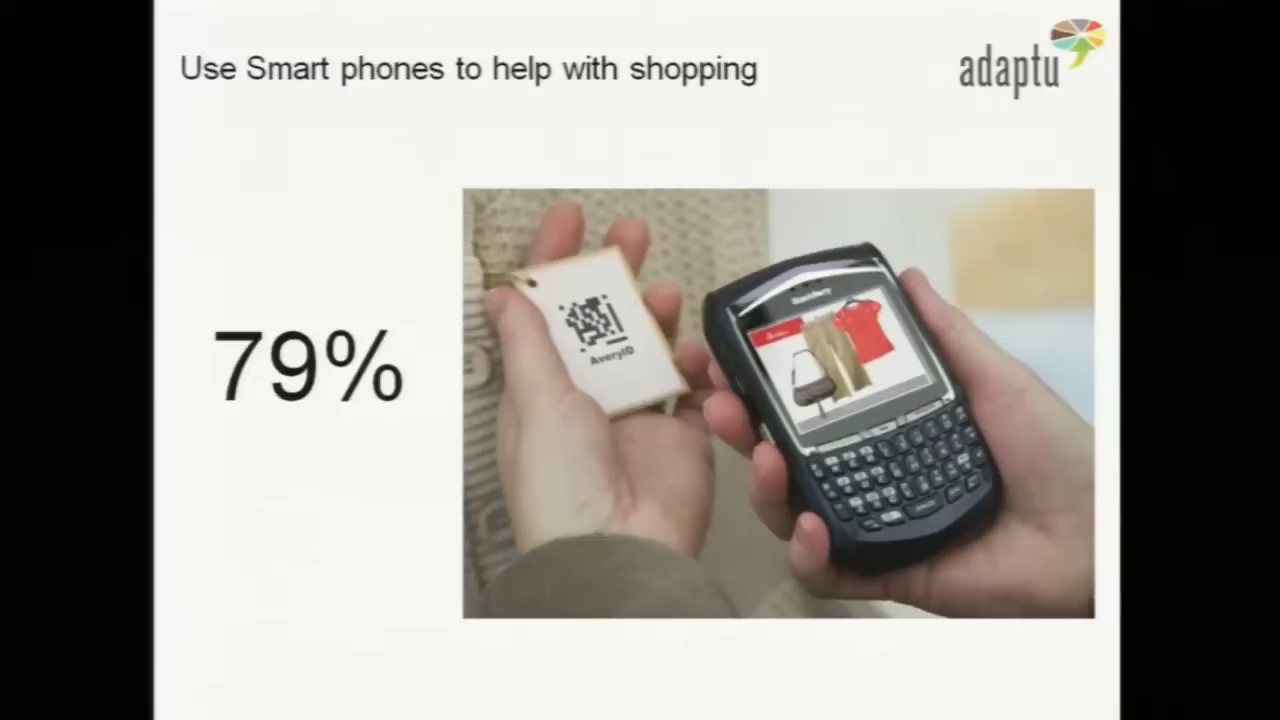 Use Smart phones to help with shopping
adaptu
79%
AveryID
BlackBerry